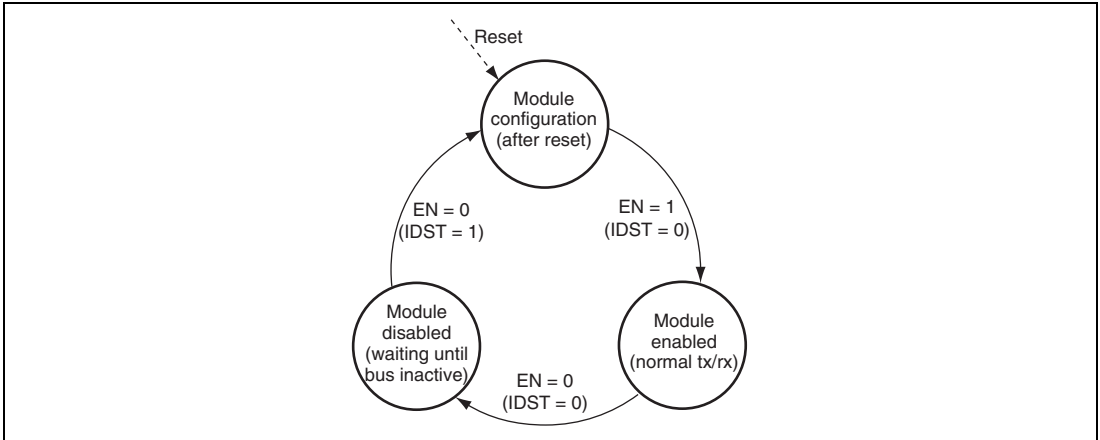 Reset
Module
configuration
(after reset)
EN = 0
(IDST = 1)
EN = 1
(IDST = 0)
Module
disabled
(waiting until
bus inactive)
Module
enabled
(normal tx/rx)
EN = 0
(IDST = 0)